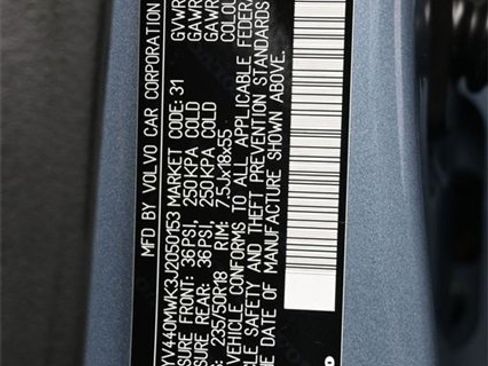 MFD BY VOLVO CAR CORPORATION
YV440MWK3J2050153 MARKET CODE: 31 GVWR
SURE FRONT: 36PSI, 250KPA COLD GAWR
SURE REAR: 36PSI, 250KPA COLD GAWR
: 235/50R18 RIM: 7.5Jx18x55 COLOU
VEHICLE CONFORMS TO ALL APPLICABLE FEDERA
CLE SAFETY AND THEFT PREVENTION STANDARDS
HE DATE OF MANUFACTURE SHOWN ABOVE.